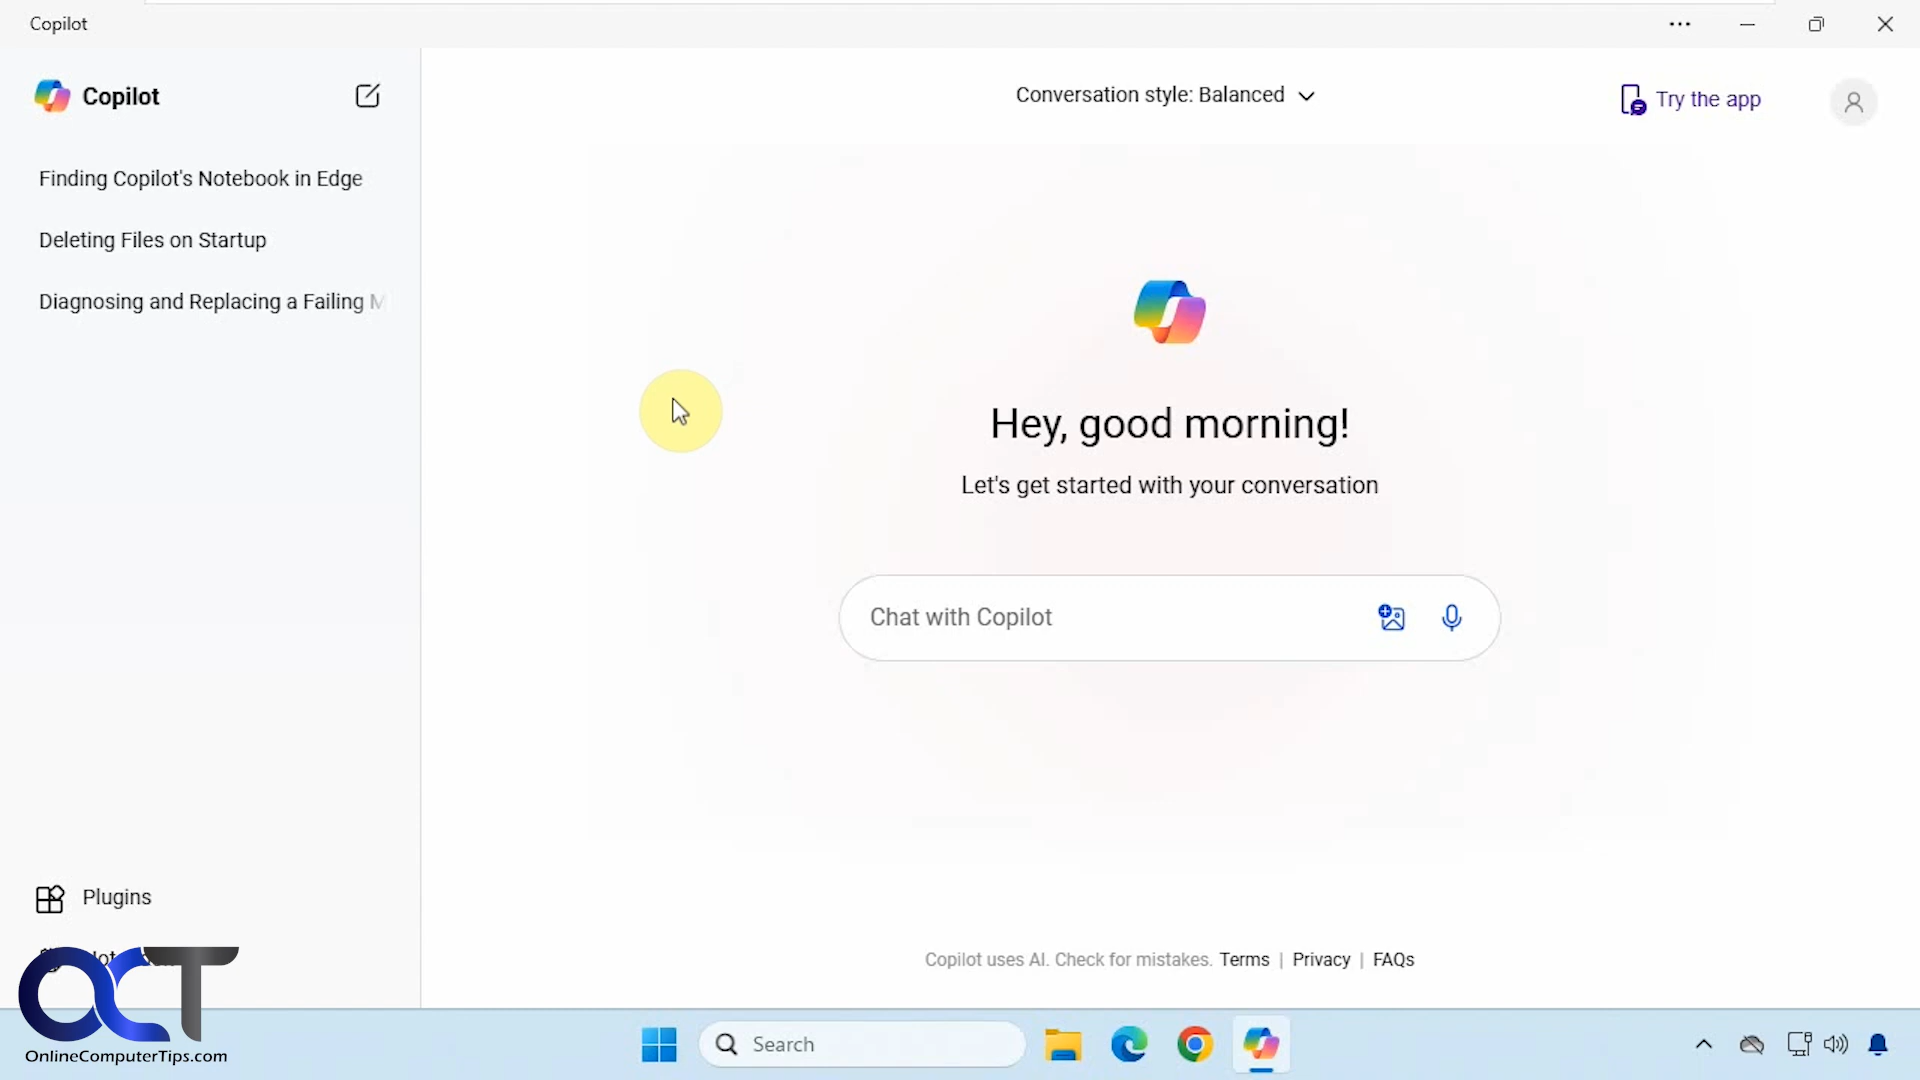 Copilot
Copilot
Conversation style: Balanced
Try the app
Finding Copilot's Notebook in Edge
Deleting Files on Startup
Diagnosing and Replacing a Failing M
Hey, good morning!
Let's get started with your conversation
Chat with Copilot
Plugins
Copilot uses AI. Check for mistakes. Terms | Privacy | FAQs
OCT
OnlineComputerTips.com
Search